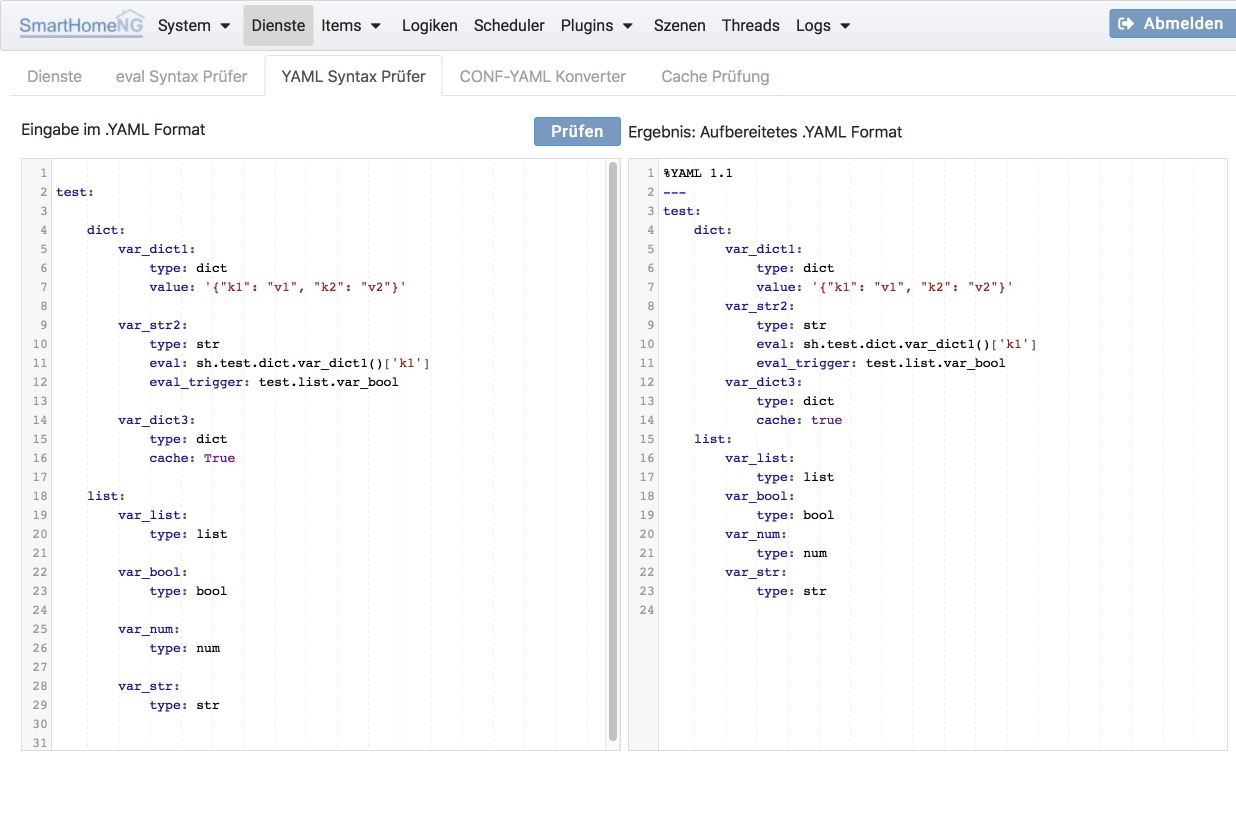 SmartHomeNG System Dienste Items Logiken Scheduler Plugins Szenen Threads Logs Abmelden
Dienste eval Syntax Prüfer YAML Syntax Prüfer CONF-YAML Konverter Cache Prüfung
Eingabe im .YAML Format
Prüfen
1
2 test:
3
4     dict:
5         var_dict1:
6             type: dict
7             value: '{"k1": "v1", "k2": "v2"}'
8
9         var_str2:
10             type: str
11             eval: sh.test.dict.var_dict1()['k1']
12             eval_trigger: test.list.var_bool
13
14         var_dict3:
15             type: dict
16             cache: True
17
18     list:
19         var_list:
20             type: list
21
22         var_bool:
23             type: bool
24
25         var_num:
26             type: num
27
28         var_str:
29             type: str
30
31
Ergebnis: Aufbereitetes .YAML Format
1 %YAML 1.1
2 ---
3 test:
4     dict:
5         var_dict1:
6             type: dict
7             value: '{"k1": "v1", "k2": "v2"}'
8         var_str2:
9             type: str
10             eval: sh.test.dict.var_dict1()['k1']
11             eval_trigger: test.list.var_bool
12         var_dict3:
13             type: dict
14             cache: true
15     list:
16         var_list:
17             type: list
18         var_bool:
19             type: bool
20         var_num:
21             type: num
22         var_str:
23             type: str
24